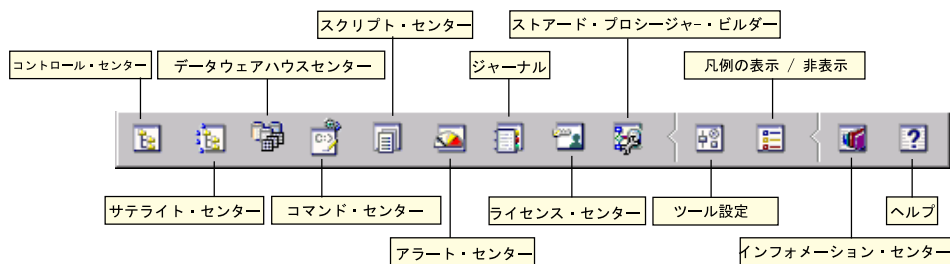 スクリプト・センター
ストアード・プロシージャー・ビルダー
コントロール・センター
データウェアハウスセンター
ジャーナル
凡例の表示 / 非表示
サテライト・センター
コマンド・センター
ライセンス・センター
ツール設定
ヘルプ
アラート・センター
インフォメーション・センター